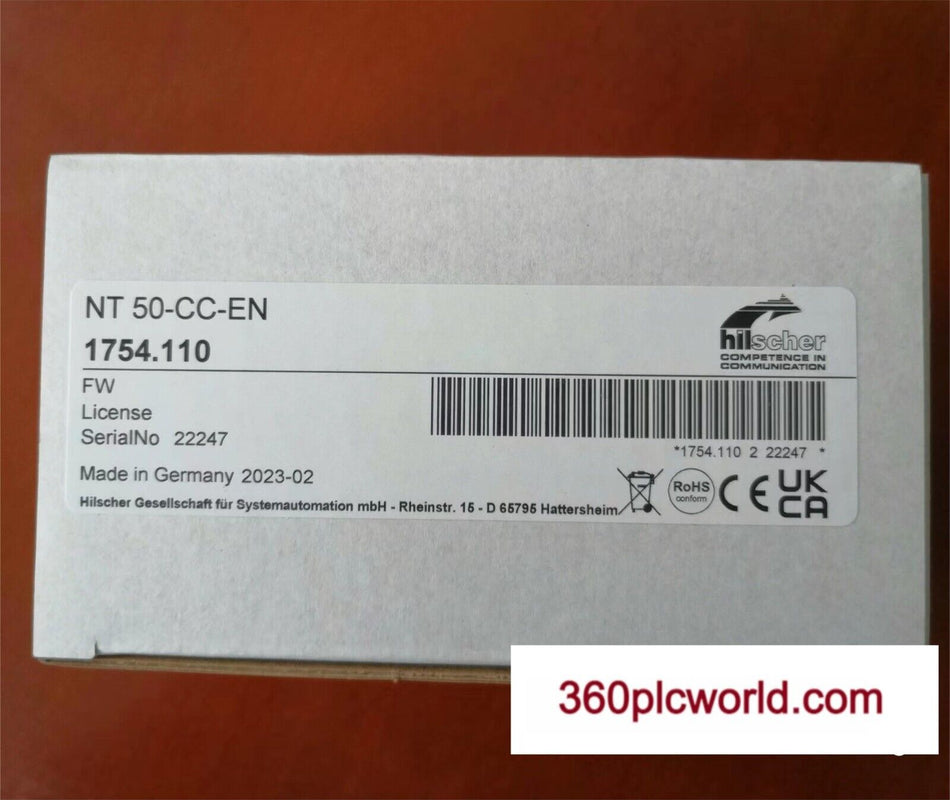 NT 50-CC-EN
1754.110
hilscher
COMPETENCE IN
COMMUNICATION
FW
License
SerialNo 22247
*1754.110 2 22247 *
Made in Germany 2023-02
Hilscher Gesellschaft für Systemautomation mbH - Rheinstr. 15 - D 65795 Hattersheim
RoHS
conform
CE
UK
CA
360plcworld.com